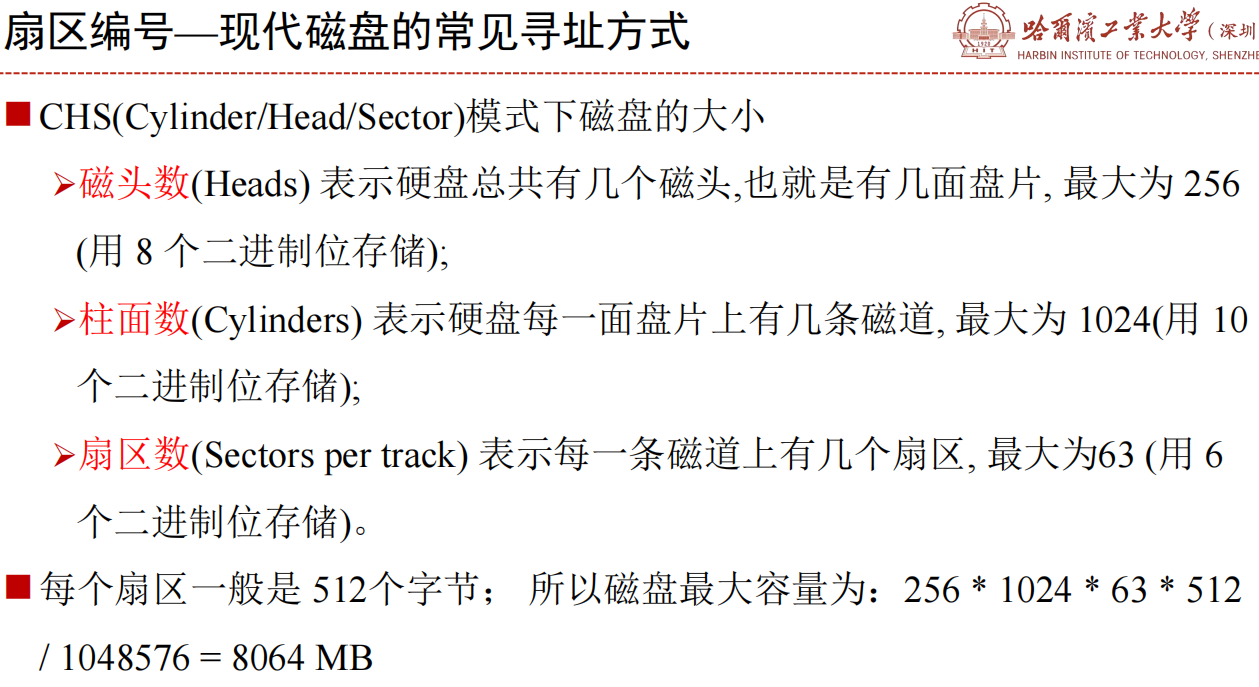 扇区编号—现代磁盘的常见寻址方式
哈尔滨工业大学(深圳
HARBIN INSTITUTE OF TECHNOLOGY, SHENZHE
1920
HIT
CHS(Cylinder/Head/Sector)模式下磁盘的大小
磁头数(Heads) 表示硬盘总共有几个磁头,也就是有几面盘片, 最大为 256
(用 8 个二进制位存储);
柱面数(Cylinders) 表示硬盘每一面盘片上有几条磁道, 最大为 1024(用 10
个二进制位存储);
扇区数(Sectors per track) 表示每一条磁道上有几个扇区, 最大为63 (用 6
个二进制位存储)。
每个扇区一般是 512个字节； 所以磁盘最大容量为：256 * 1024 * 63 * 512
/ 1048576 = 8064 MB